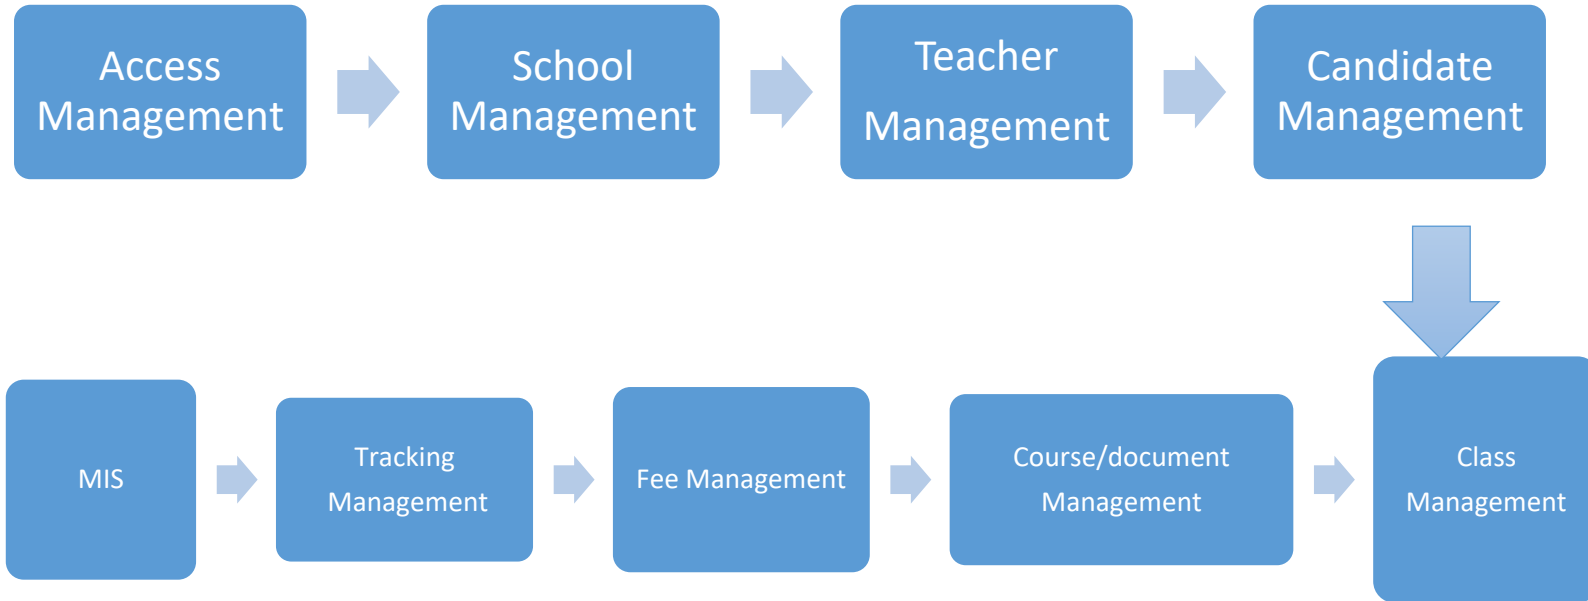 Access
Management
School
Management
Teacher
Management
Candidate
Management
MIS
Tracking
Management
Fee Management
Course/document
Management
Class
Management